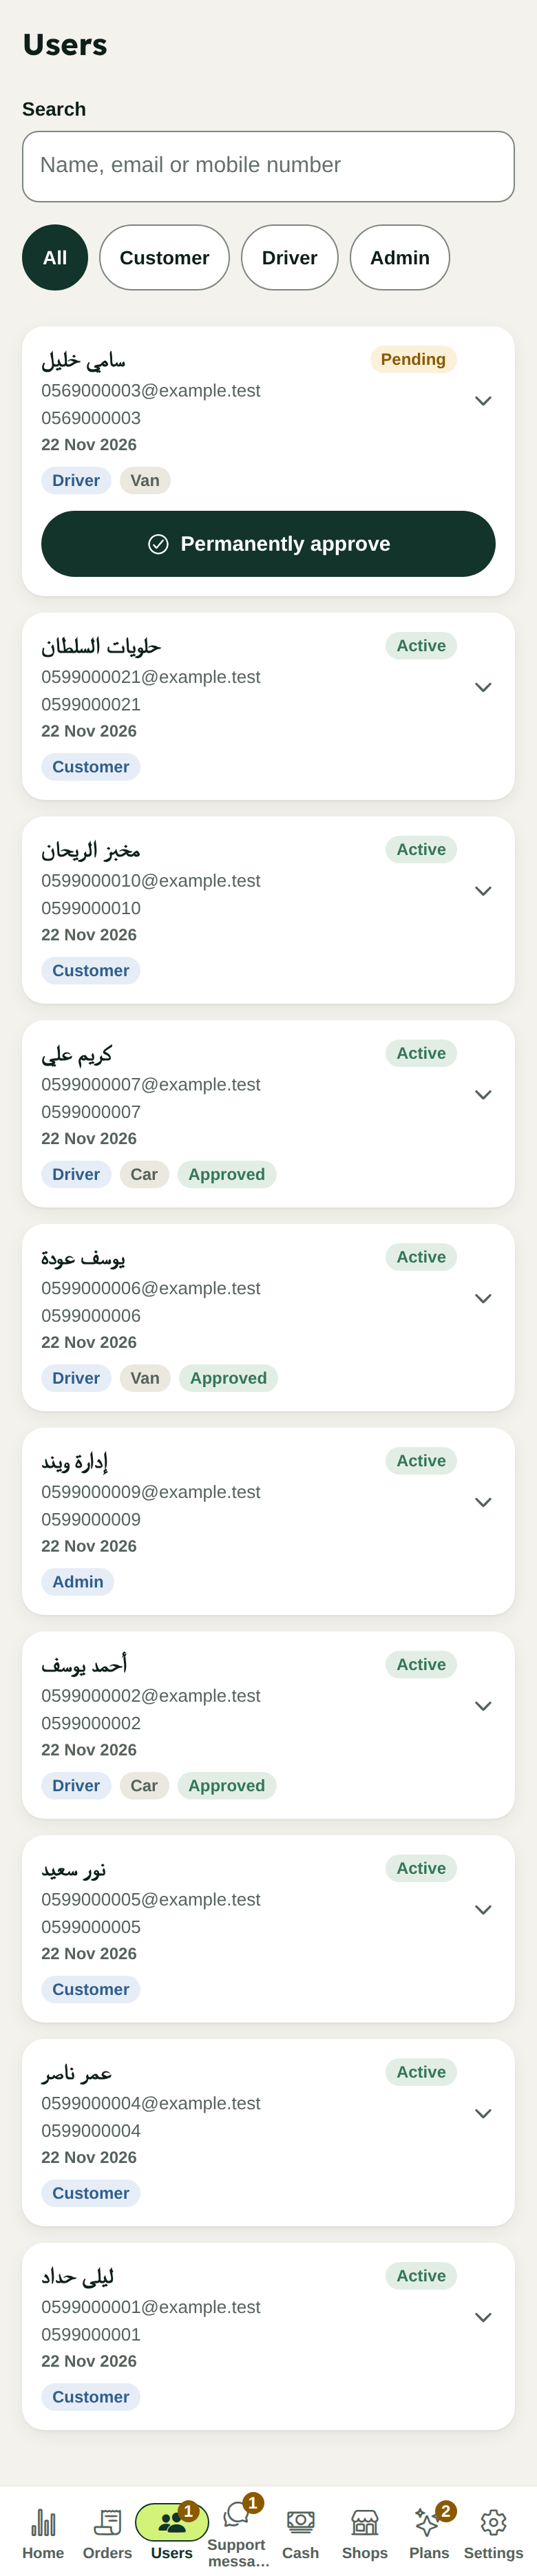 Users
Search
Name, email or mobile number
All
Customer
Driver
Admin
سامي خليل
Pending
0569000003@example.test
0569000003
22 Nov 2026
Driver
Van
Permanently approve
حلويات السلطان
Active
0599000021@example.test
0599000021
22 Nov 2026
Customer
مخبز الريحان
Active
0599000010@example.test
0599000010
22 Nov 2026
Customer
كريم علي
Active
0599000007@example.test
0599000007
22 Nov 2026
Driver
Car
Approved
يوسف عودة
Active
0599000006@example.test
0599000006
22 Nov 2026
Driver
Van
Approved
إدارة ويند
Active
0599000009@example.test
0599000009
22 Nov 2026
Admin
أحمد يوسف
Active
0599000002@example.test
0599000002
22 Nov 2026
Driver
Car
Approved
نور سعيد
Active
0599000005@example.test
0599000005
22 Nov 2026
Customer
عمر ناصر
Active
0599000004@example.test
0599000004
22 Nov 2026
Customer
ليلى حداد
Active
0599000001@example.test
0599000001
22 Nov 2026
Customer
Home
Orders
1
Users
1
Support
messa…
Cash
Shops
2
Plans
Settings